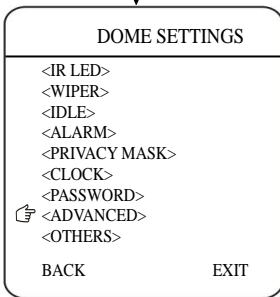 DOME SETTINGS
<IR LED>
<WIPER>
<IDLE>
<ALARM>
<PRIVACY MASK>
<CLOCK>
<PASSWORD>
<ADVANCED>
<OTHERS>
BACK EXIT